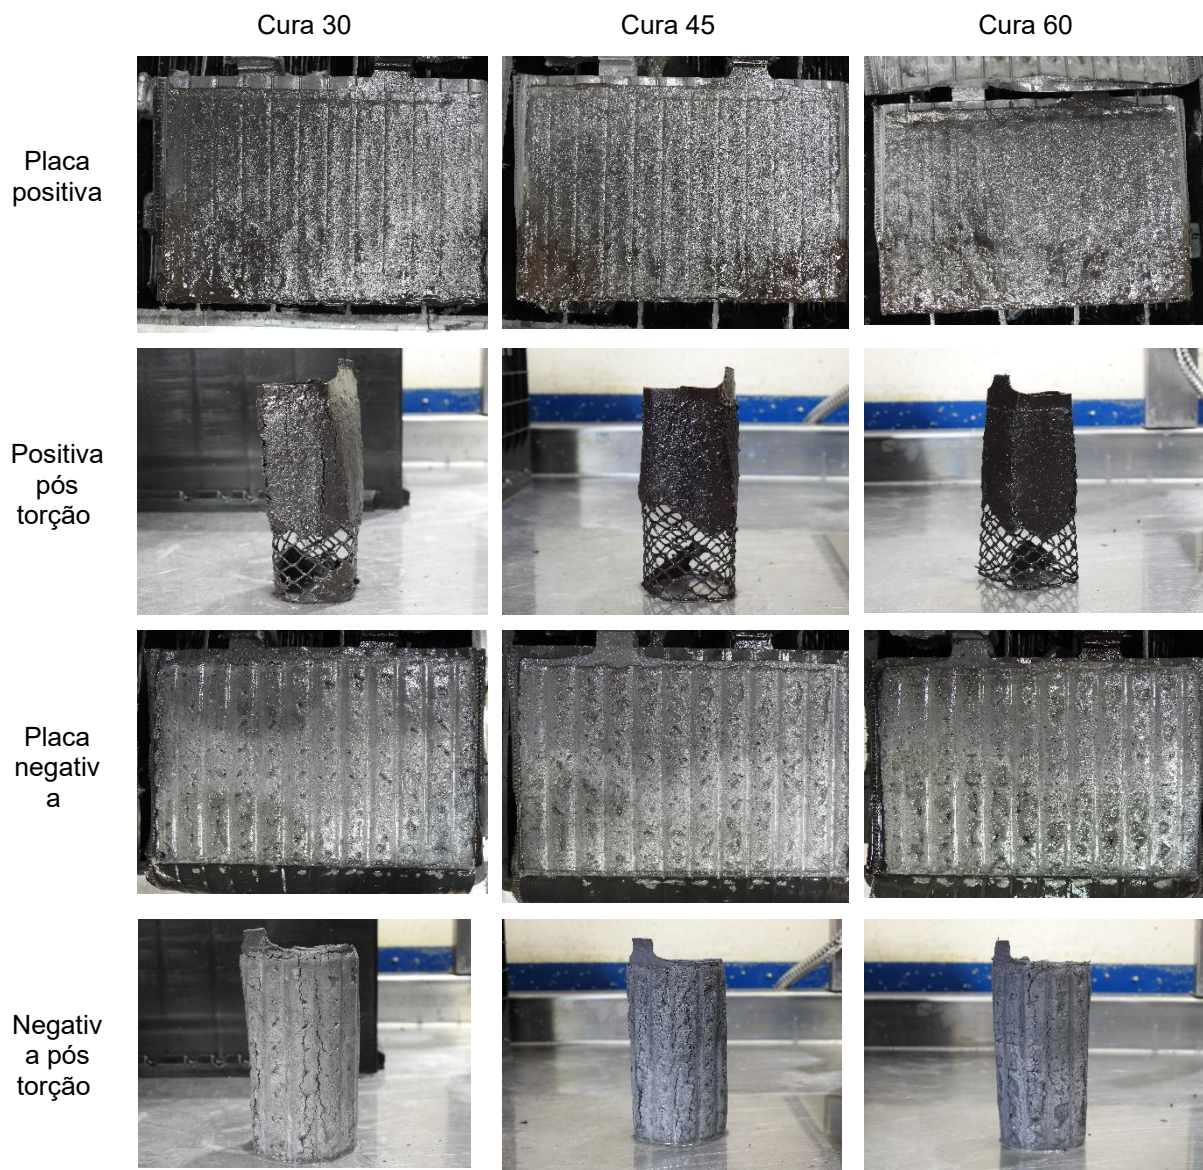 Cura 30
Cura 45
Cura 60
Placa
positiva
Positiva
pós
torção
Placa
negativ
a
Negativ
a pós
torção